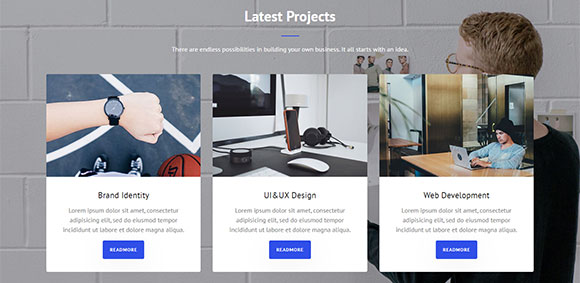 Latest Projects
There are endless possibilities in building your own business. It all starts with an idea.
Brand Identity
Lorem ipsum dolor sit amet, consectetur
adipisicing elit, sed do eiusmod tempor
incididunt ut labore et dolore magna aliqua.
READMORE
UI&UX Design
Lorem ipsum dolor sit amet, consectetur
adipisicing elit, sed do eiusmod tempor
incididunt ut labore et dolore magna aliqua.
READMORE
Web Development
Lorem ipsum dolor sit amet, consectetur
adipisicing elit, sed do eiusmod tempor
incididunt ut labore et dolore magna aliqua.
READMORE